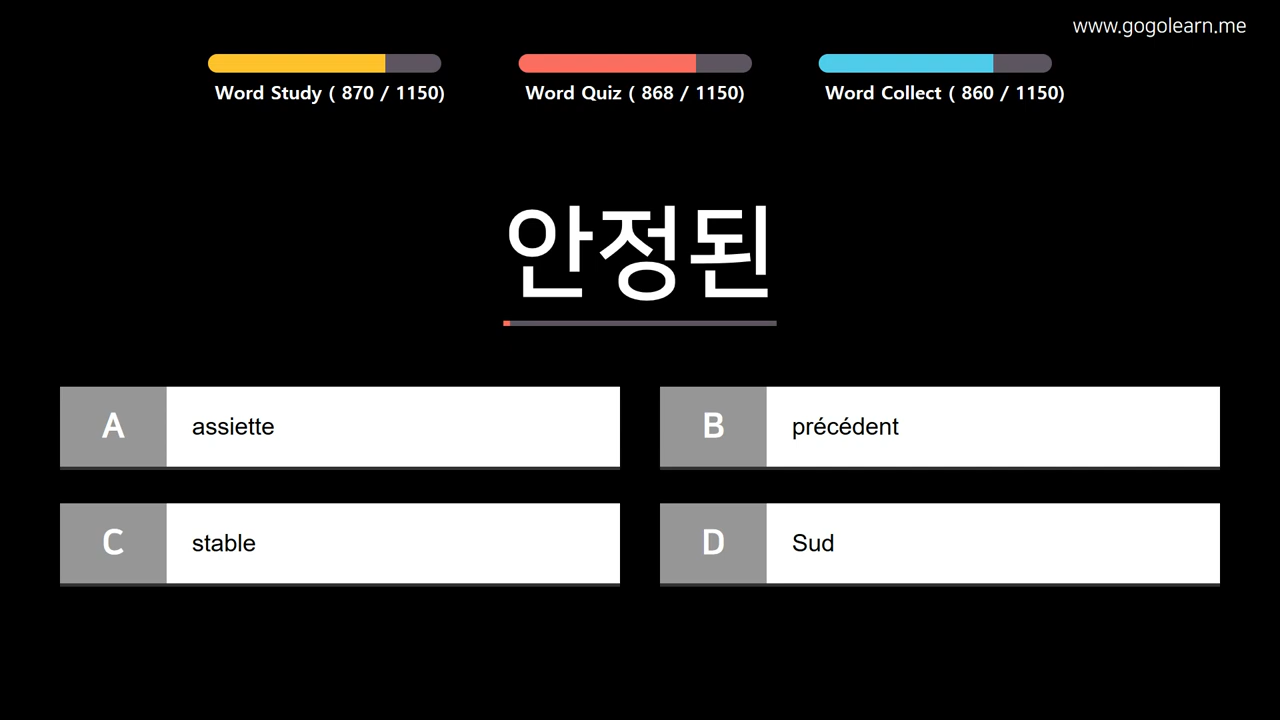 www.gogolearn.me
Word Study ( 870 / 1150)
Word Quiz ( 868 / 1150)
Word Collect ( 860 / 1150)
안정된
A assiette
B précédent
C stable
D Sud